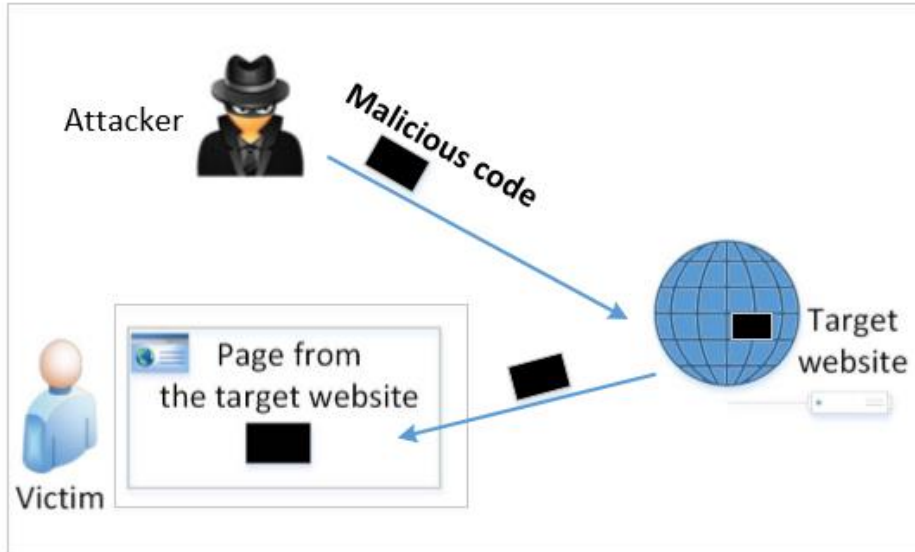 Attacker
Malicious code
Target
website
Page from
the target website
Victim